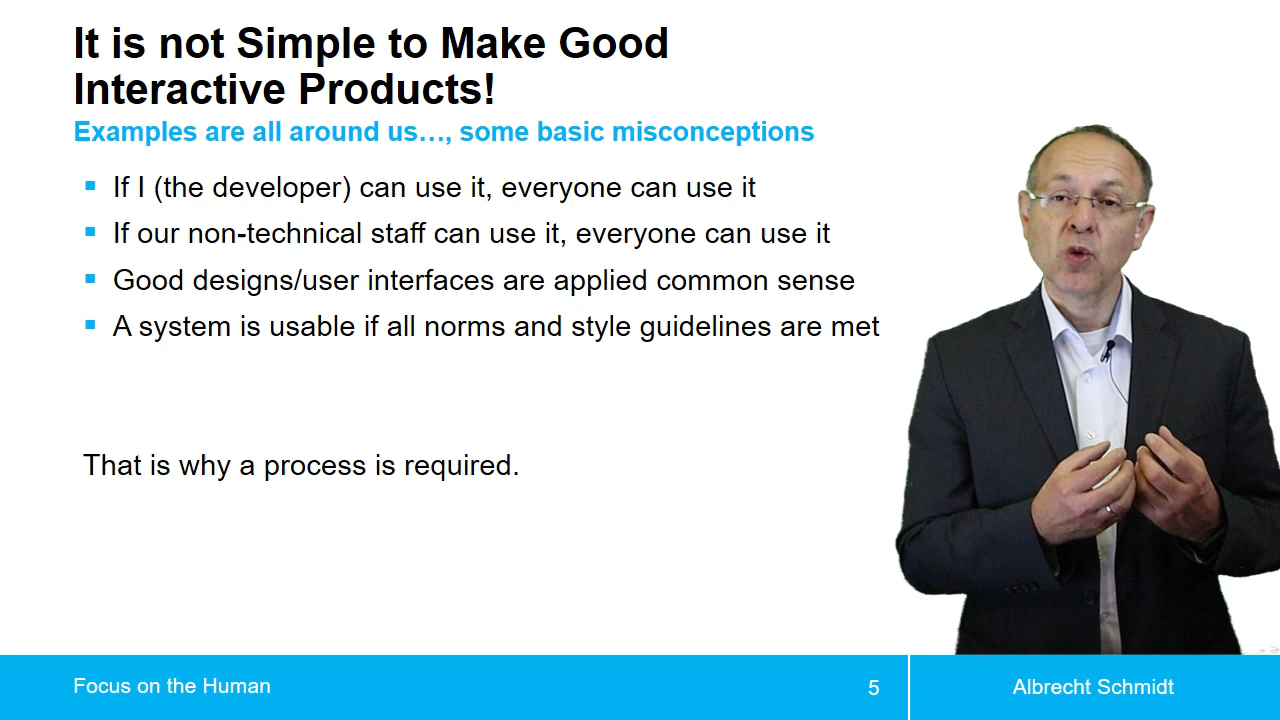 It is not Simple to Make Good
Interactive Products!
Examples are all around us…, some basic misconceptions
If I (the developer) can use it, everyone can use it
If our non-technical staff can use it, everyone can use it
Good designs/user interfaces are applied common sense
A system is usable if all norms and style guidelines are met
That is why a process is required.
Focus on the Human
5
Albrecht Schmidt